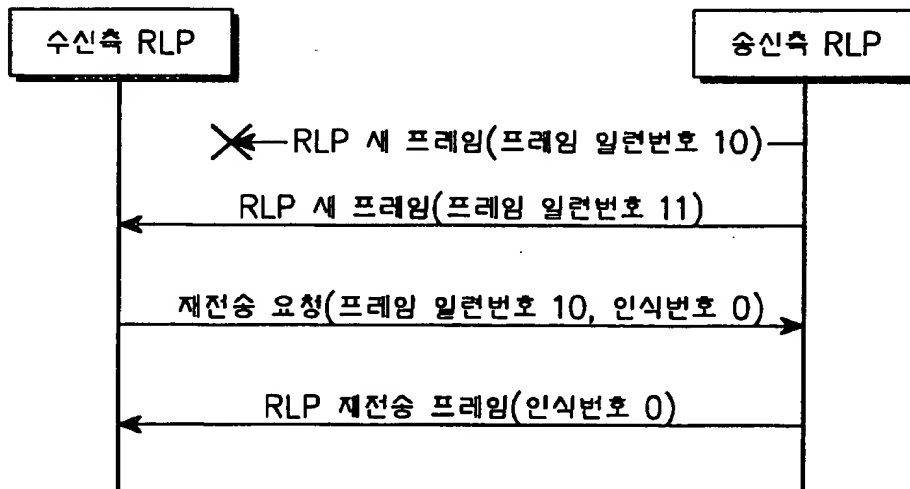 수신측 RLP
송신측 RLP
RLP 새 프레임(프레임 일련번호 10)
RLP 새 프레임(프레임 일련번호 11)
재전송 요청(프레임 일련번호 10, 인식번호 0)
RLP 재전송 프레임(인식번호 0)